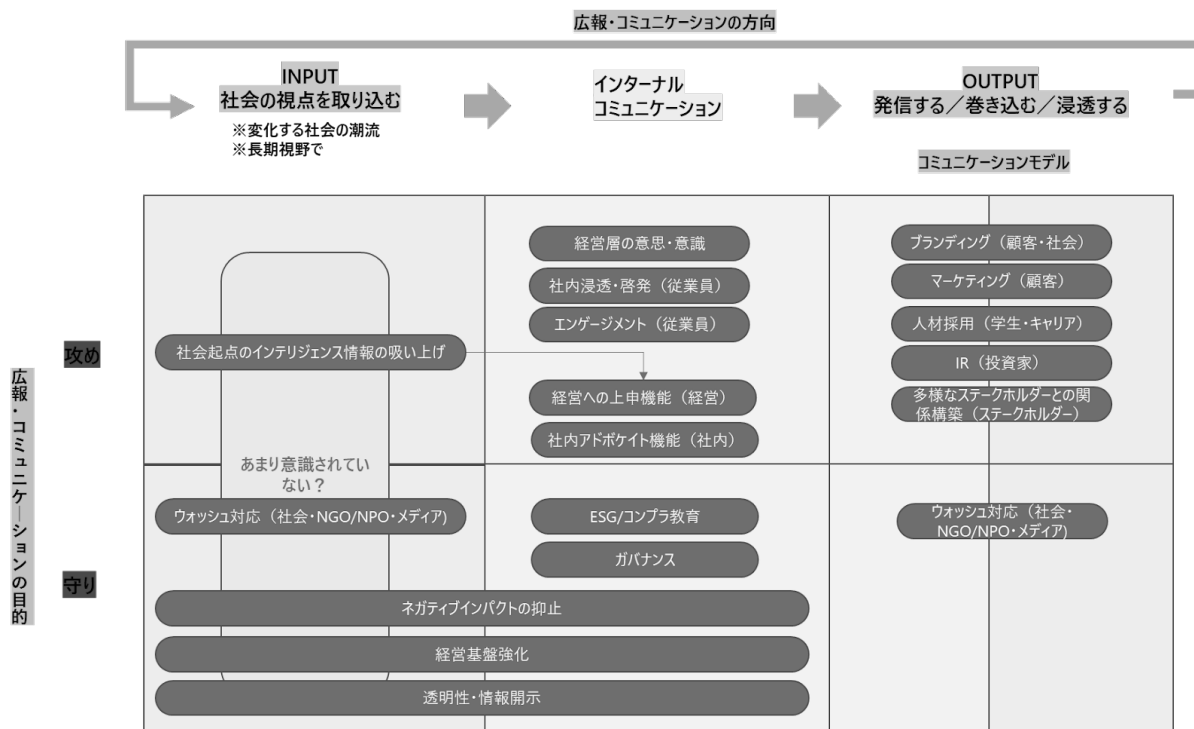 広報・コミュニケーションの方向
INPUT
社会の視点を取り込む
※変化する社会の潮流
※長期視野で
インターナル
コミュニケーション
OUTPUT
発信する／巻き込む／浸透する
コミュニケーションモデル
広報・コミュニケーションの目的
攻め
社会起点のインテリジェンス情報の吸い上げ
経営層の意思・意識
社内浸透・啓発（従業員）
エンゲージメント（従業員）
経営への上申機能（経営）
社内アドボケイト機能（社内）
ブランディング（顧客・社会）
マーケティング（顧客）
人材採用（学生・キャリア）
IR（投資家）
多様なステークホルダーとの関
係構築（ステークホルダー）
あまり意識されてい
ない？
守り
ウォッシュ対応（社会・NGO/NPO・メディア)
ESG/コンプラ教育
ガバナンス
ウォッシュ対応（社会・
NGO/NPO・メディア)
ネガティブインパクトの抑止
経営基盤強化
透明性・情報開示